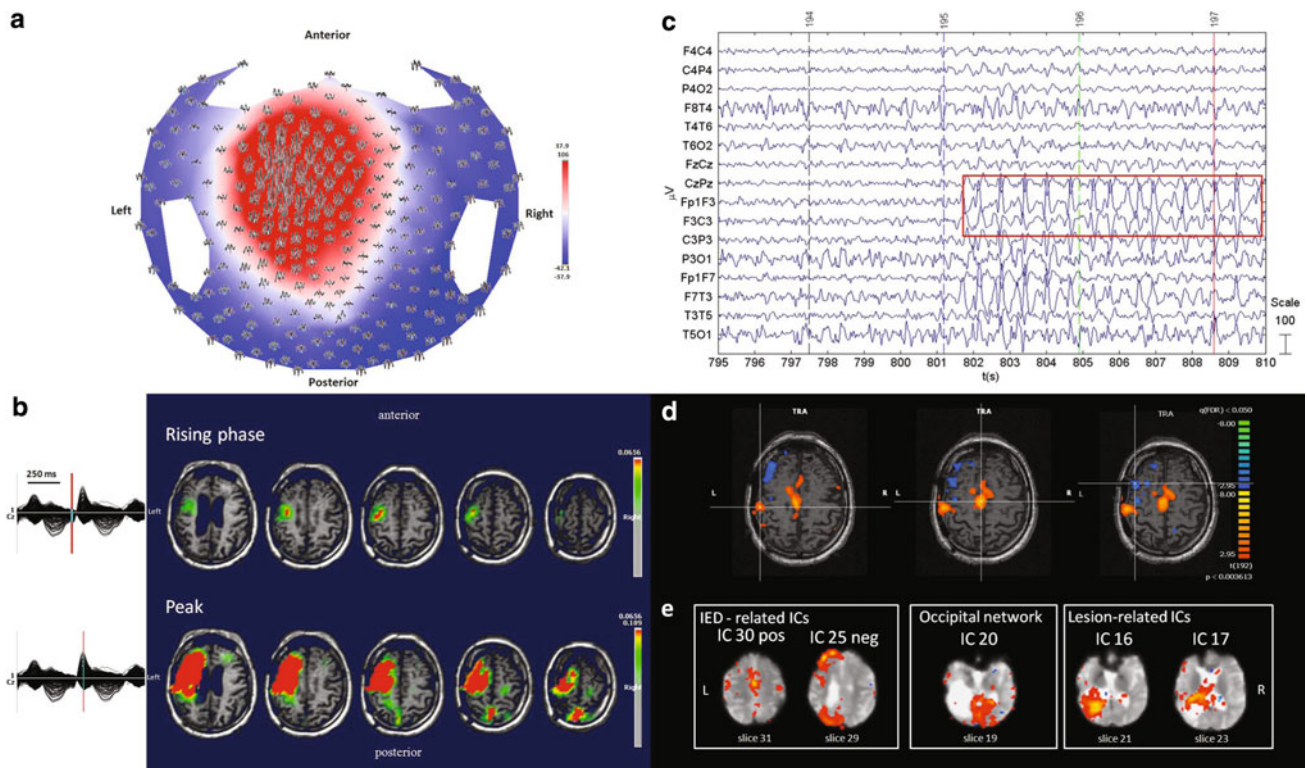 a
Anterior
Left
Right
37.9
106
-42.1
-37.9
Posterior
b
250 ms
1
Cz
1
Cz
anterior
Rising phase
Left
Right
0.0656
Peak
Left
Right
0.0656
0.109
posterior
c
194
195
196
197
F4C4
C4P4
P4O2
F8T4
T4T6
T6O2
FzCz
CzPz
Fp1F3
F3C3
C3P3
P3O1
Fp1F7
F7T3
T3T5
T5O1
μV
Scale
100
795 796 797 798 799 800 801 802 803 804 805 806 807 808 809 810
t(s)
d
TRA
TRA
TRA
L
R
L
R
L
q(FDR) < 0.050
-8.00
-2.95
8.00
2.95
t(192)
p < 0.003613
e
IED - related ICs
IC 30 pos
IC 25 neg
L
slice 31
slice 29
Occipital network
IC 20
slice 19
Lesion-related ICs
IC 16
IC 17
R
slice 21
slice 23